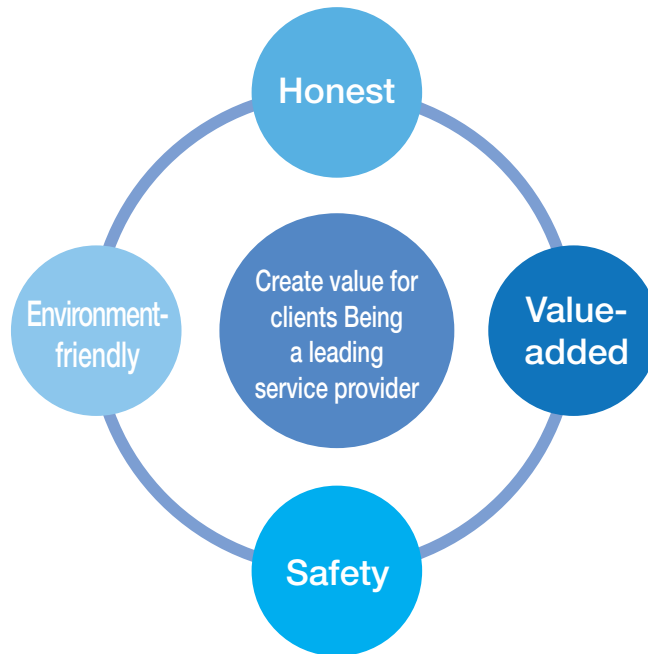 Honest
Create value for
clients Being
a leading
service provider
Environment-
friendly
Value-
added
Safety